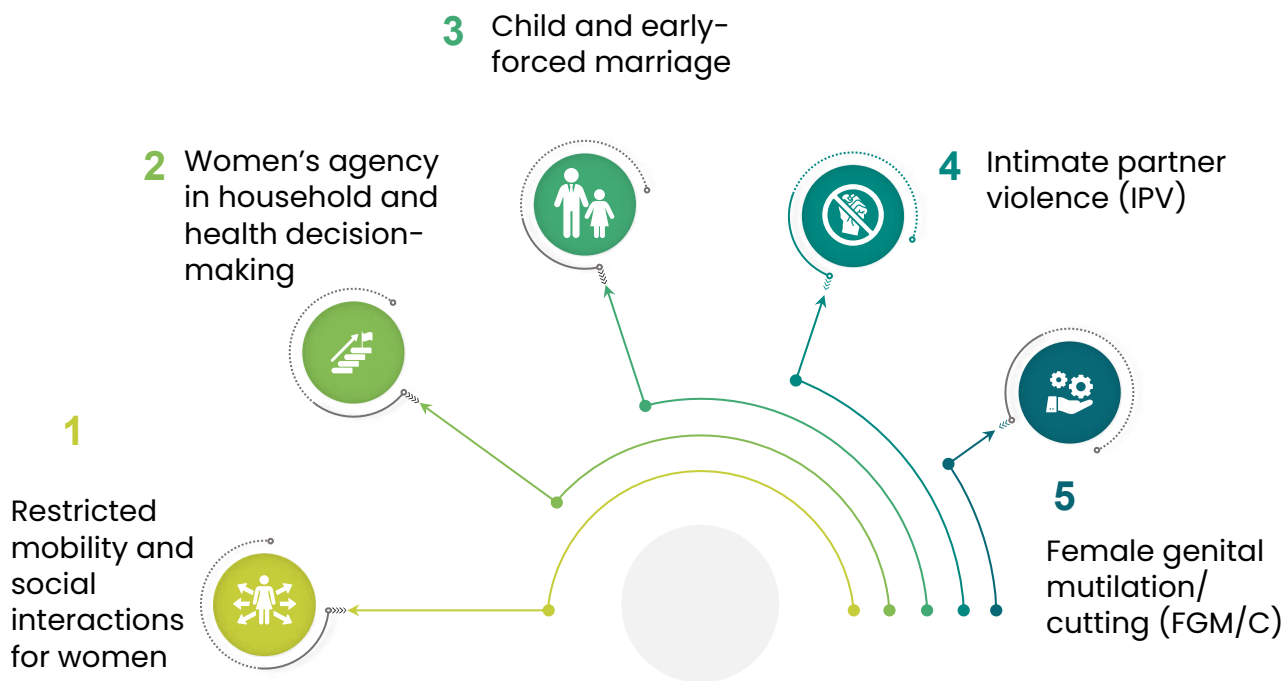 1
Restricted
mobility and
social
interactions
for women
2
Women's agency
in household and
health decision-
making
3
Child and early-
forced marriage
4
Intimate partner
violence (IPV)
5
Female genital
mutilation/
cutting (FGM/C)